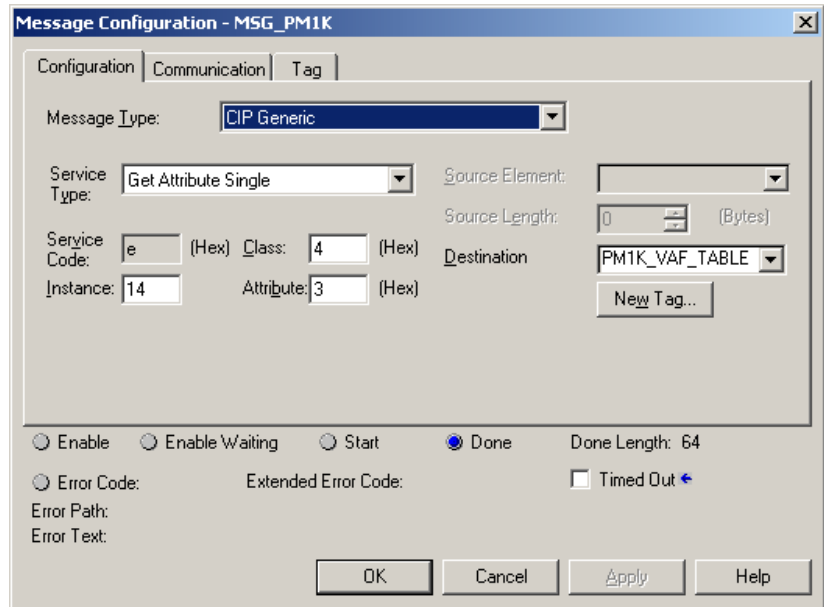 Message Configuration - MSG_PM1K
Configuration Communication Tag
Message Type: CIP Generic
Service Type: Get Attribute Single
Source Element:
Source Length: 0 (Bytes)
Service Code: e (Hex) Class: 4 (Hex)
Destination PM1K_VAF_TABLE
Instance: 14 Attribute: 3 (Hex)
New Tag...
Enable Enable Waiting Start Done Done Length: 64
Error Code: Extended Error Code: Timed Out
Error Path:
Error Text:
OK Cancel Apply Help